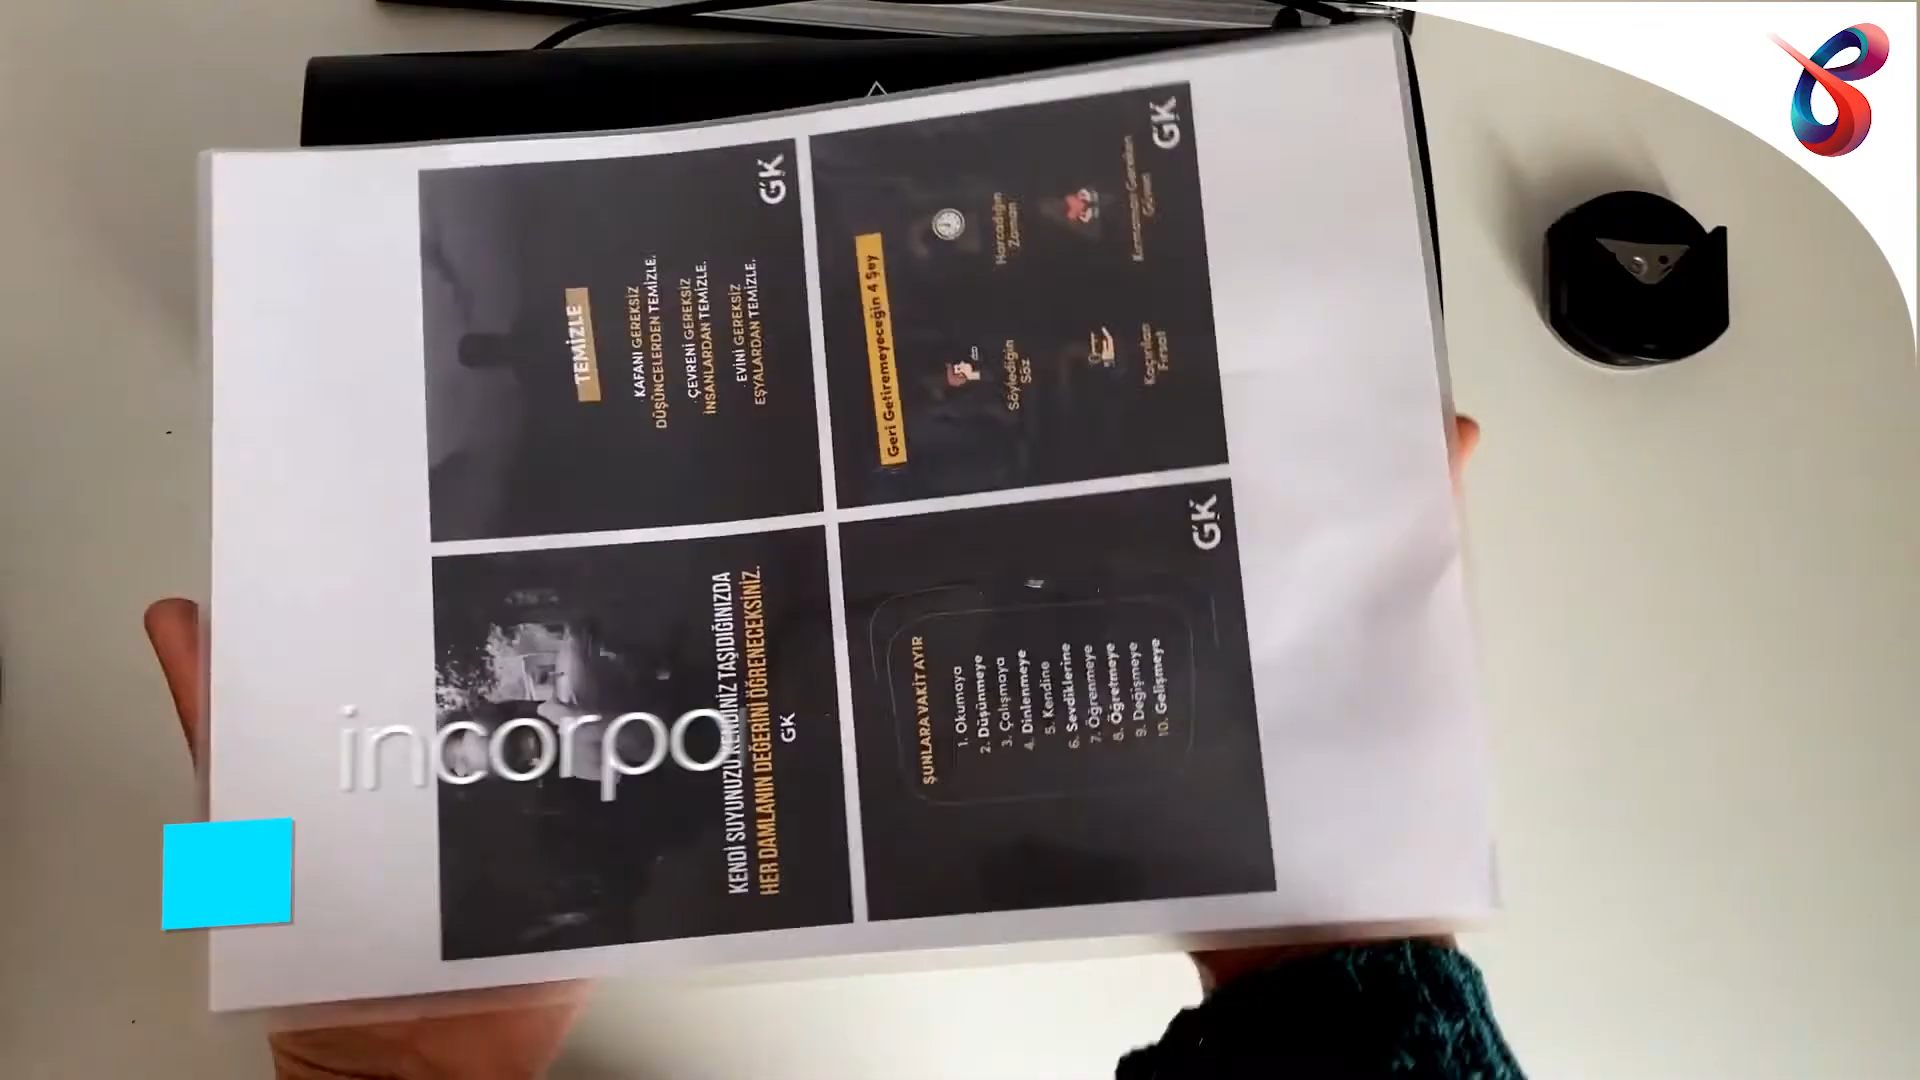 GK
TEMİZLE
· KAFANI GEREKSİZ
DÜŞÜNCELERDEN TEMİZLE.
· ÇEVRENİ GEREKSİZ
İNSANLARDAN TEMİZLE.
· EVİNİ GEREKSİZ
EŞYALARDAN TEMİZLE.
GK
Geri Getiremeyeceğin 4 Şey
Söylediğin
Söz
Harcadığın
Zaman
Kaçırılan
Fırsat
Kırmaman Gereken
Güven
KENDİ SUYUNUZU KENDİNİZ TAŞIDIĞINIZDA
HER DAMLANIN DEĞERİNİ ÖĞRENECEKSİNİZ.
GK
GK
ŞUNLARA VAKİT AYIR
1. Okumaya
2. Düşünmeye
3. Çalışmaya
4. Dinlenmeye
5. Kendine
6. Sevdiklerine
7. Öğrenmeye
8. Öğretmeye
9. Değişmeye
10. Gelişmeye
incorpo